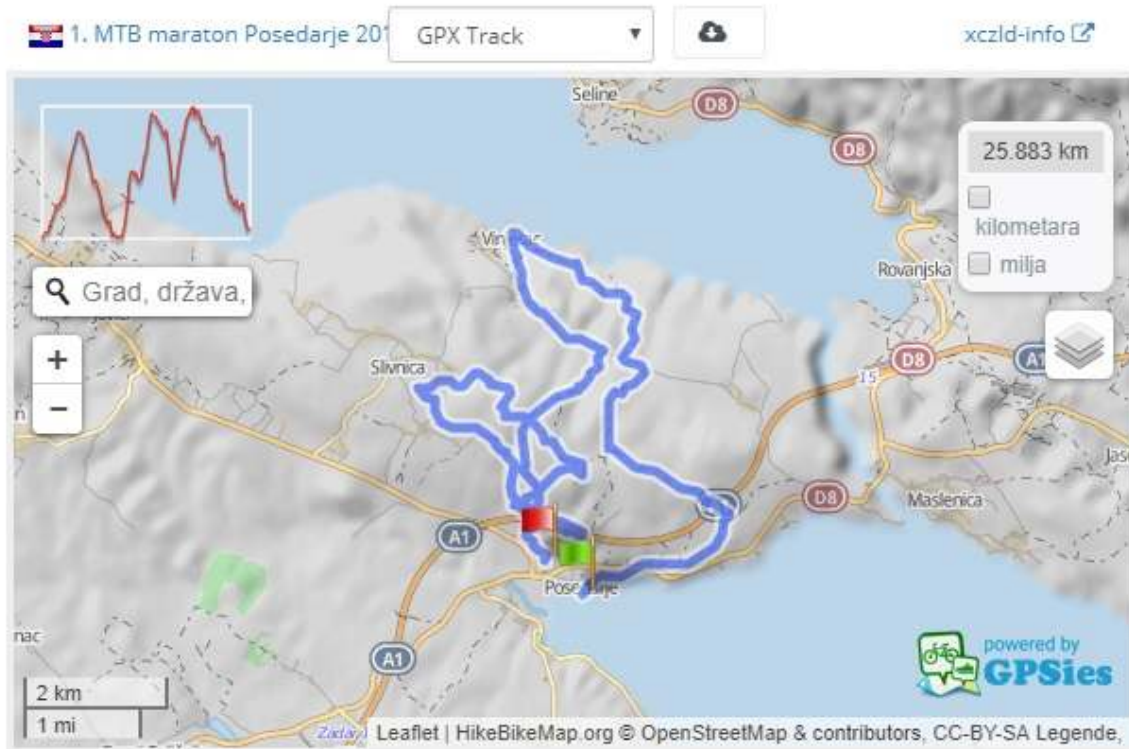 1. MTB maraton Posedarje 201
GPX Track
xczld-info
Seline
D8
D8
25.883 km
kilometara
milja
Rovanjska
Grad, država,
+
−
Slivnica
D8
A1
15
D8
Maslenica
A1
A1
nac
2 km
1 mi
Zadar
powered by
GPSies
Leaflet | HikeBikeMap.org © OpenStreetMap & contributors, CC-BY-SA Legende,